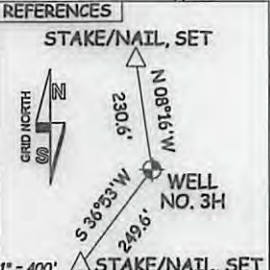 REFERENCES
STAKE/NAIL, SET
N 08°16'W
230.6'
GRID NORTH
N
S
WELL
NO. 3H
S 36°53'W
249.6'
1" = 400'
STAKE/NAIL, SET